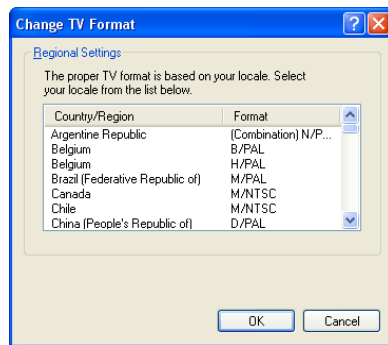 Change TV Format
Regional Settings
The proper TV format is based on your locale. Select
your locale from the list below.
Country/Region Format
Argentine Republic (Combination) N/P...
Belgium B/PAL
Belgium H/PAL
Brazil (Federative Republic of) M/PAL
Canada M/NTSC
Chile M/NTSC
China (People's Republic of) D/PAL
OK Cancel